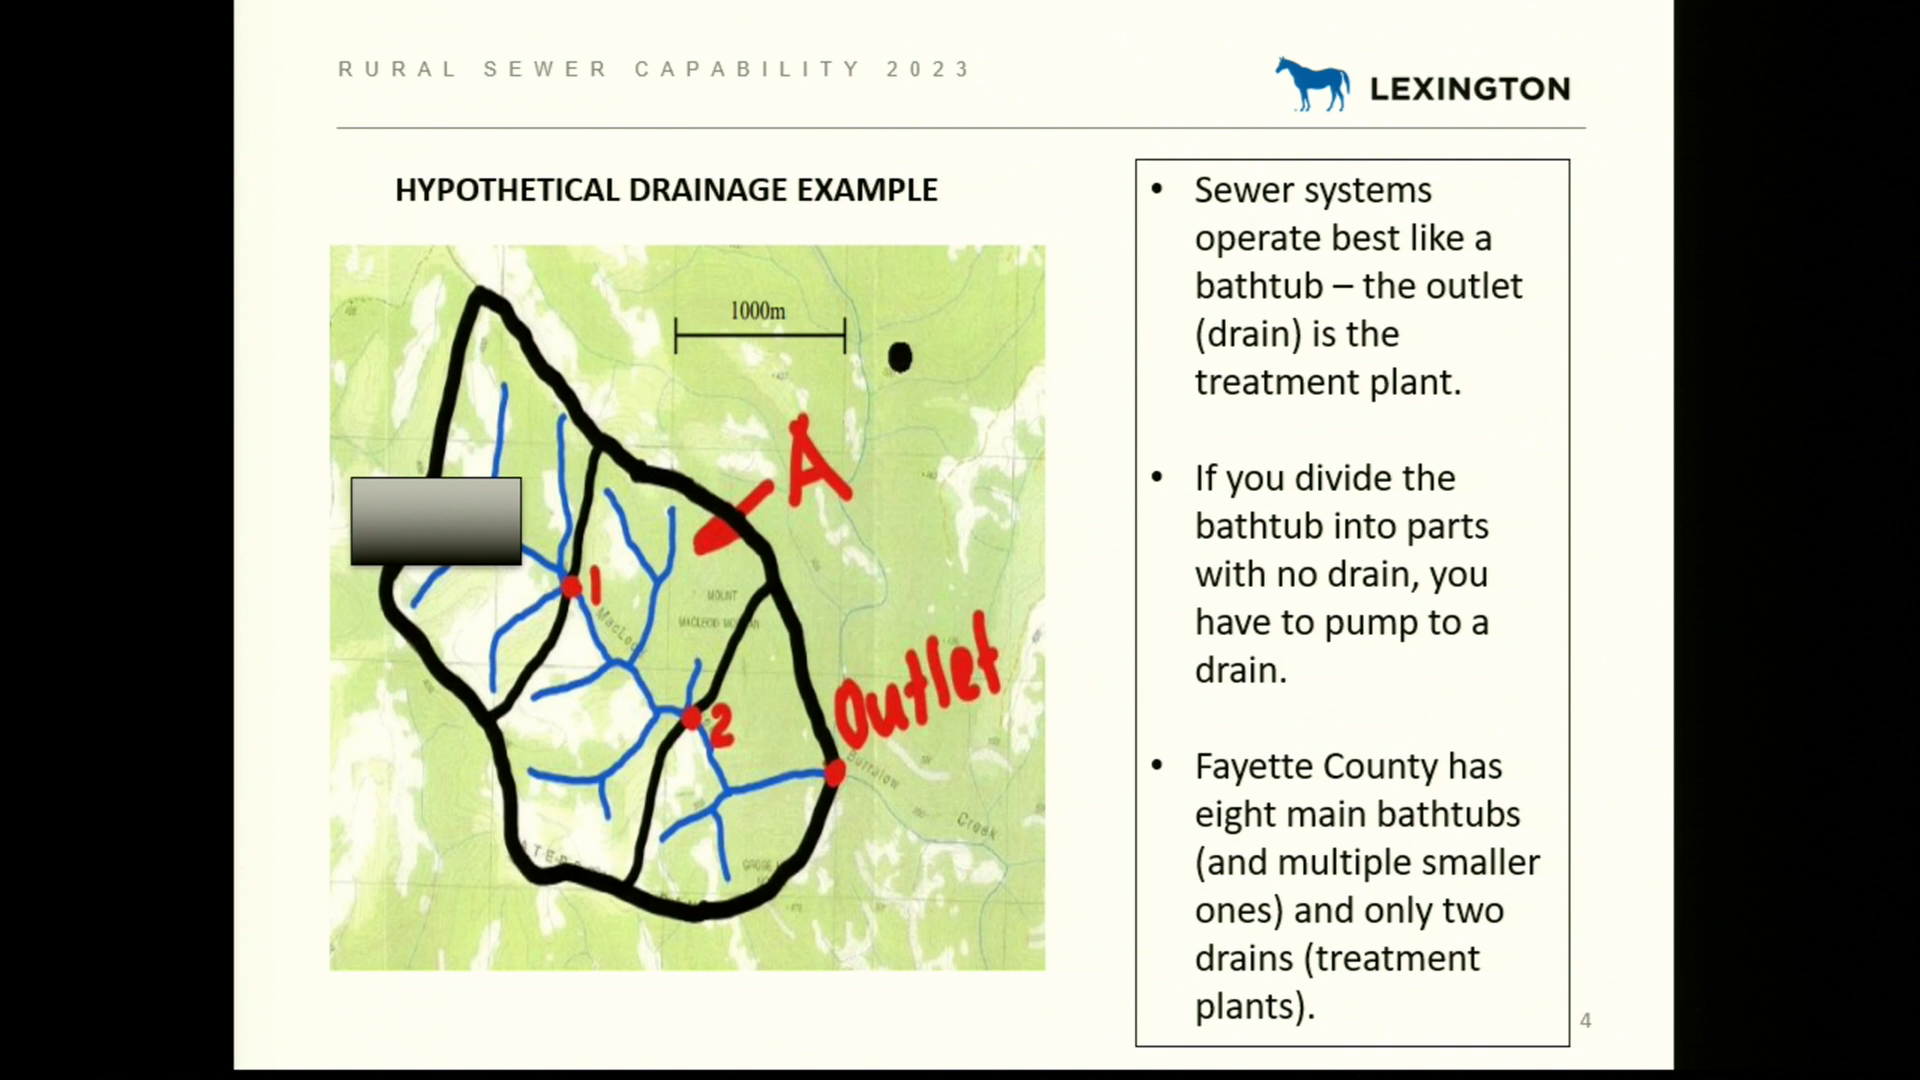 RURAL SEWER CAPABILITY 2023
LEXINGTON
HYPOTHETICAL DRAINAGE EXAMPLE
1000m
A
1
MOUNT
MacLeod
2
Outlet
Burralow
Creek
• Sewer systems
operate best like a
bathtub – the outlet
(drain) is the
treatment plant.
• If you divide the
bathtub into parts
with no drain, you
have to pump to a
drain.
• Fayette County has
eight main bathtubs
(and multiple smaller
ones) and only two
drains (treatment
plants).
4